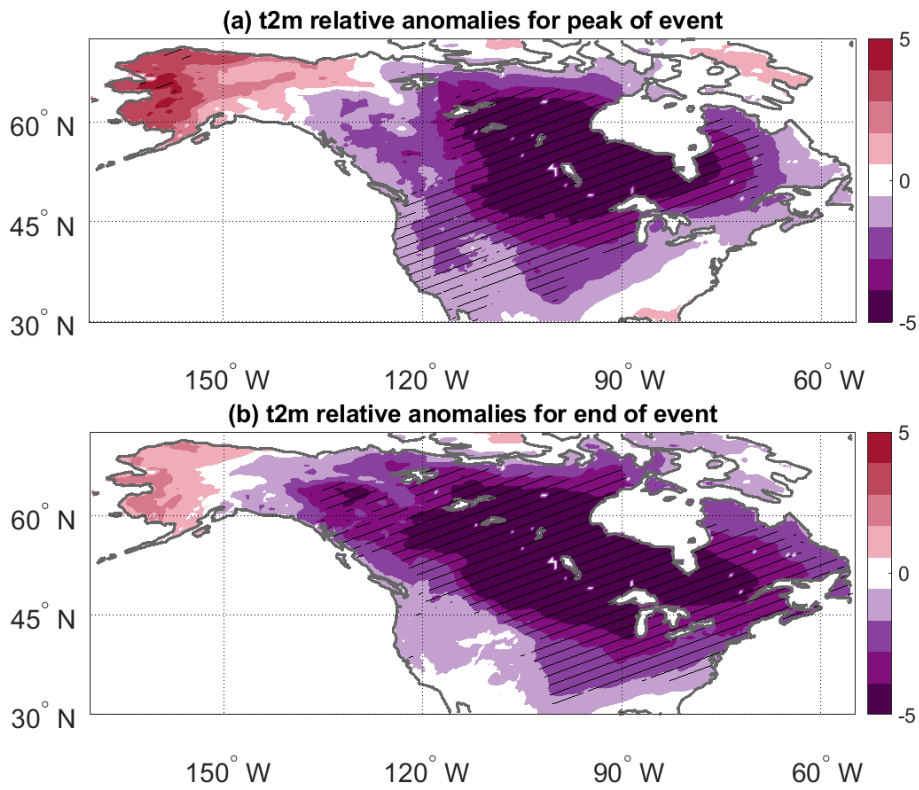 (a) t2m relative anomalies for peak of event
5
60° N
0
45° N
30° N
-5
150° W 120° W 90° W 60° W
(b) t2m relative anomalies for end of event
5
60° N
0
45° N
30° N
-5
150° W 120° W 90° W 60° W